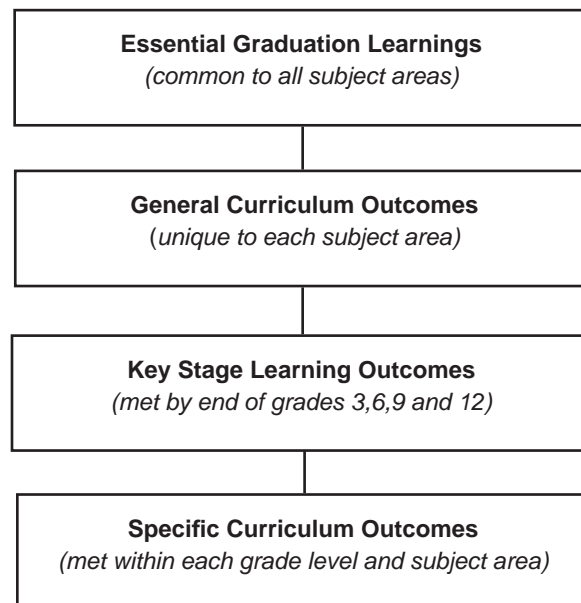 Essential Graduation Learnings
(common to all subject areas)
General Curriculum Outcomes
(unique to each subject area)
Key Stage Learning Outcomes
(met by end of grades 3,6,9 and 12)
Specific Curriculum Outcomes
(met within each grade level and subject area)